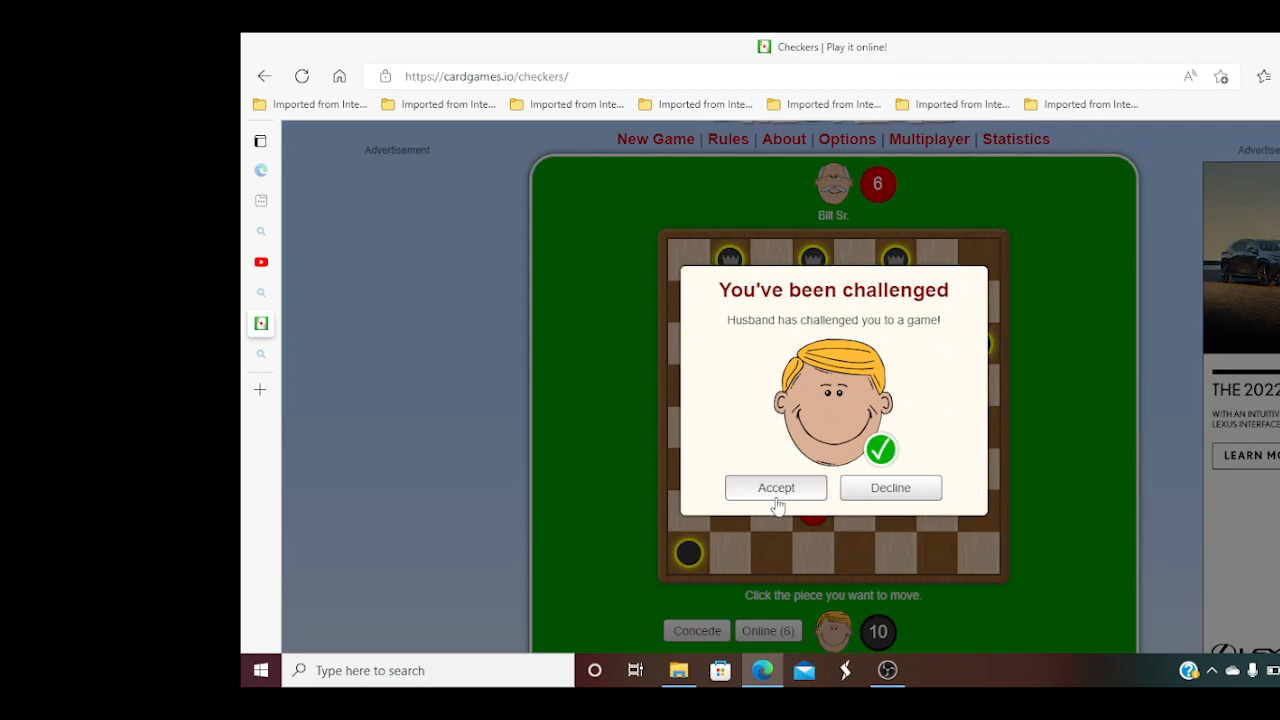 Checkers | Play it online!
https://cardgames.io/checkers/
Imported from Inte...
Imported from Inte...
Imported from Inte...
Imported from Inte...
Imported from Inte...
Imported from Inte...
Imported from Inte...
New Game | Rules | About | Options | Multiplayer | Statistics
Advertisement
Advertise
6
Bill Sr.
You've been challenged
Husband has challenged you to a game!
Accept
Decline
THE 2022
WITH AN INTUITIV
LEXUS INTERFACE
LEARN MO
Click the piece you want to move.
Concede
Online (6)
10
Type here to search